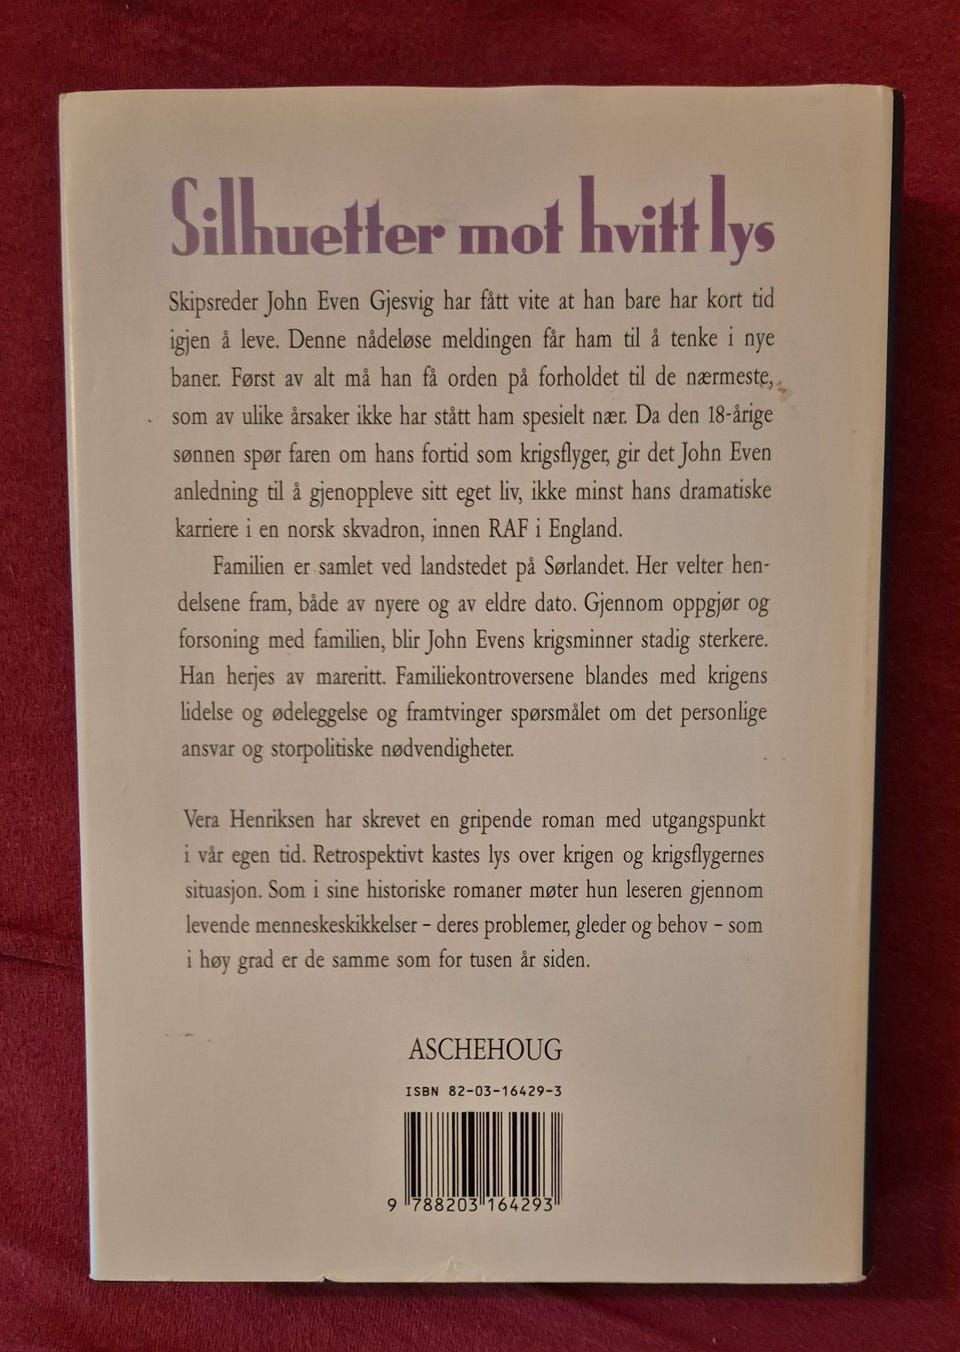 Silhuetter mot hvitt lys
Skipsreder John Even Gjesvig har fått vite at han bare har kort tid
igjen å leve. Denne nådeløse meldingen får ham til å tenke i nye
baner. Først av alt må han få orden på forholdet til de nærmeste,
som av ulike årsaker ikke har stått ham spesielt nær. Da den 18-årige
sønnen spør faren om hans fortid som krigsflyger, gir det John Even
anledning til å gjenoppleve sitt eget liv, ikke minst hans dramatiske
karriere i en norsk skvadron, innen RAF i England.
Familien er samlet ved landstedet på Sørlandet. Her velter hen-
delsene fram, både av nyere og av eldre dato. Gjennom oppgjør og
forsoning med familien, blir John Evens krigsminner stadig sterkere.
Han herjes av mareritt. Familiekontroversene blandes med krigens
lidelse og ødeleggelse og framtvinger spørsmålet om det personlige
ansvar og storpolitiske nødvendigheter.
Vera Henriksen har skrevet en gripende roman med utgangspunkt
i vår egen tid. Retrospektivt kastes lys over krigen og krigsflygernes
situasjon. Som i sine historiske romaner møter hun leseren gjennom
levende menneskeskikkelser – deres problemer, gleder og behov – som
i høy grad er de samme som for tusen år siden.
ASCHEHOUG
ISBN 82-03-16429-3
9 788203 164293